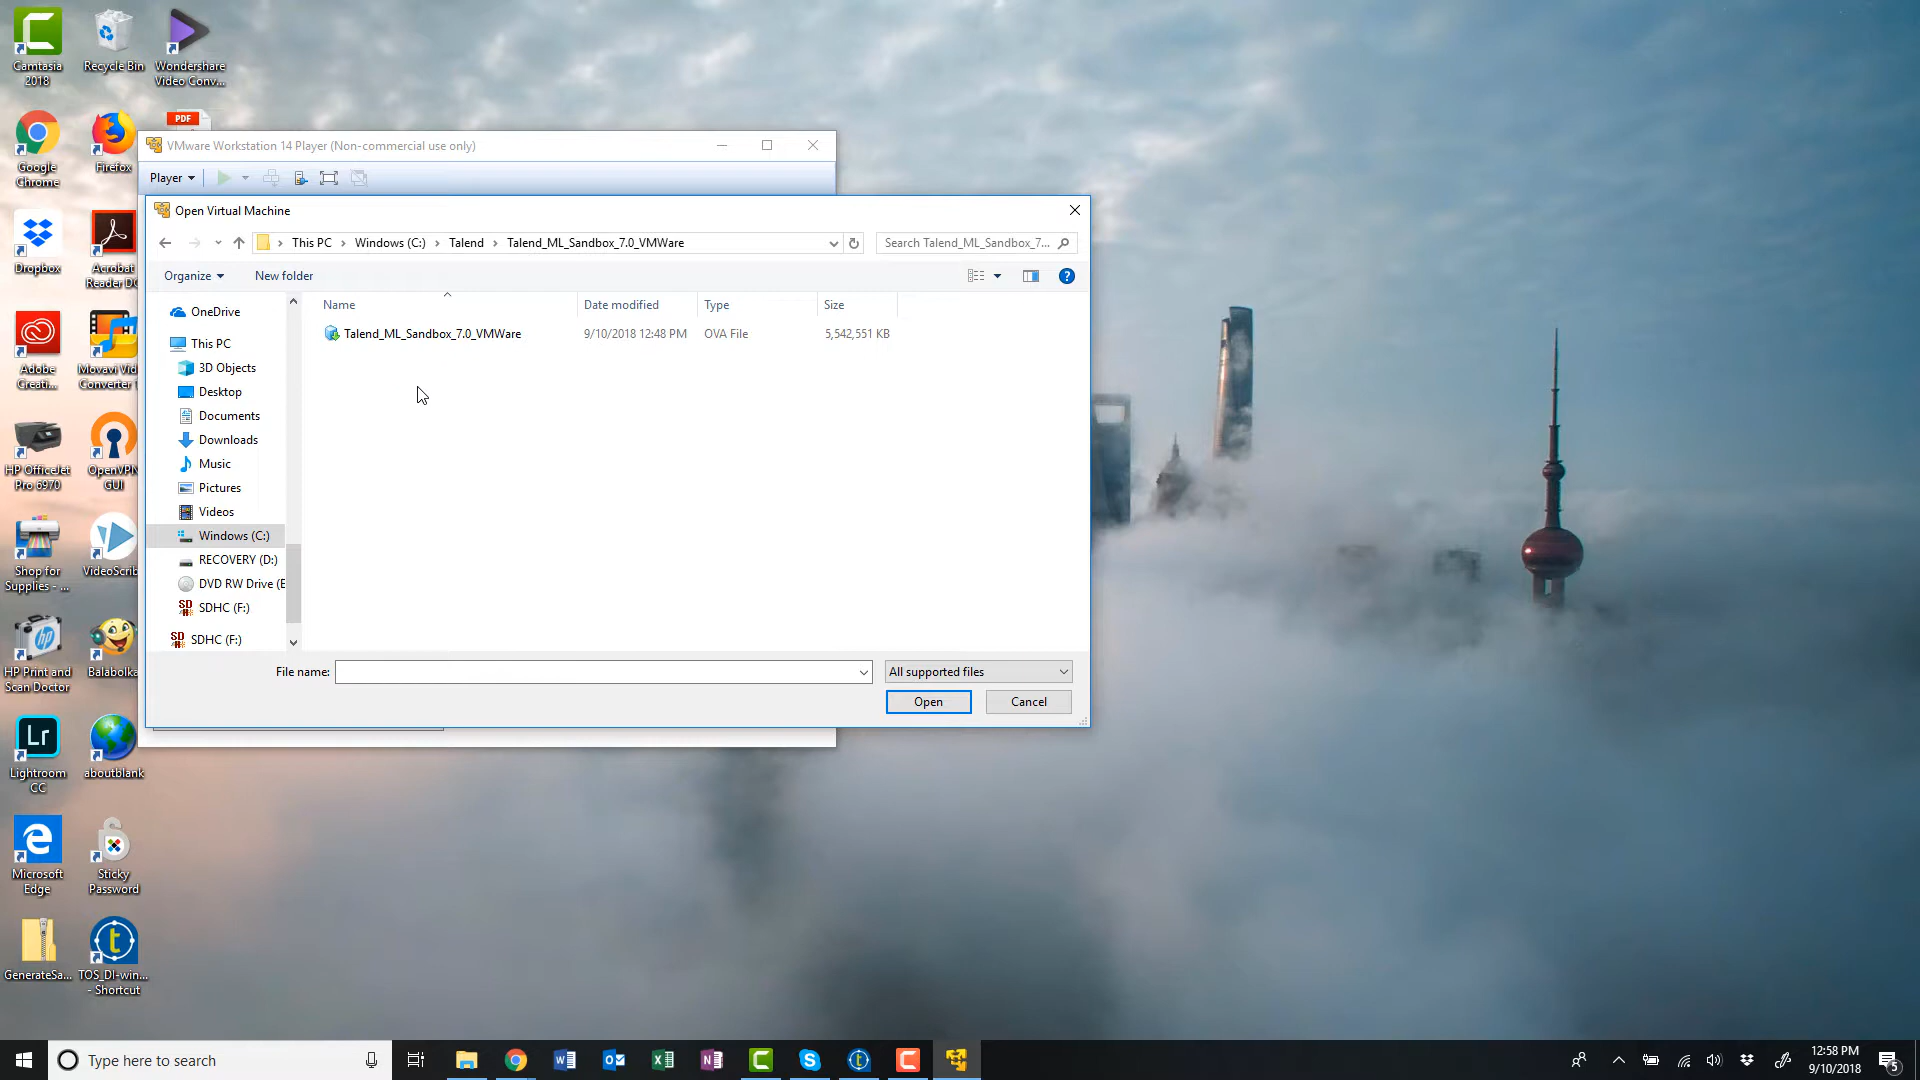 Camtasia
2018
Recycle Bin
Wondershare
Video Conv...
Google
Chrome
Firefox
PDF
Dropbox
Acrobat
Reader DC
Adobe
Creati...
Movavi Vid
Converter 1
HP OfficeJet
Pro 6970
OpenVPN
GUI
Shop for
Supplies - ...
VideoScrib
HP Print and
Scan Doctor
Balabolka
Lr
Lightroom
CC
aboutblank
Microsoft
Edge
Sticky
Password
GenerateSa...
TOS_DI-win...
- Shortcut
VMware Workstation 14 Player (Non-commercial use only)
Player
Open Virtual Machine
This PC
Windows (C:)
Talend
Talend_ML_Sandbox_7.0_VMWare
Search Talend_ML_Sandbox_7...
Organize
New folder
Name
Date modified
Type
Size
Talend_ML_Sandbox_7.0_VMWare
9/10/2018 12:48 PM
OVA File
5,542,551 KB
OneDrive
This PC
3D Objects
Desktop
Documents
Downloads
Music
Pictures
Videos
Windows (C:)
RECOVERY (D:)
DVD RW Drive (E
SDHC (F:)
SDHC (F:)
File name:
All supported files
Open
Cancel
Type here to search
12:58 PM
9/10/2018
5